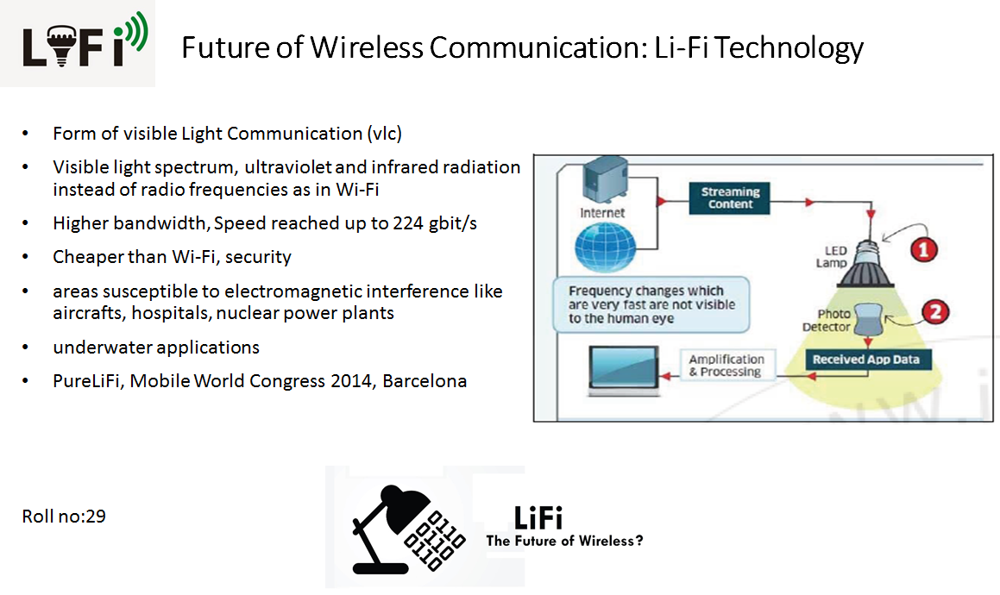 LiFi
Future of Wireless Communication: Li-Fi Technology
• Form of visible Light Communication (vlc)
• Visible light spectrum, ultraviolet and infrared radiation
instead of radio frequencies as in Wi-Fi
• Higher bandwidth, Speed reached up to 224 gbit/s
• Cheaper than Wi-Fi, security
• areas susceptible to electromagnetic interference like
aircrafts, hospitals, nuclear power plants
• underwater applications
• PureLiFi, Mobile World Congress 2014, Barcelona
Internet
Streaming
Content
LED
Lamp
1
Frequency changes which
are very fast are not visible
to the human eye
Photo
Detector
2
Received App Data
Amplification
& Processing
Roll no:29
0110
0110
0110
LiFi
The Future of Wireless?